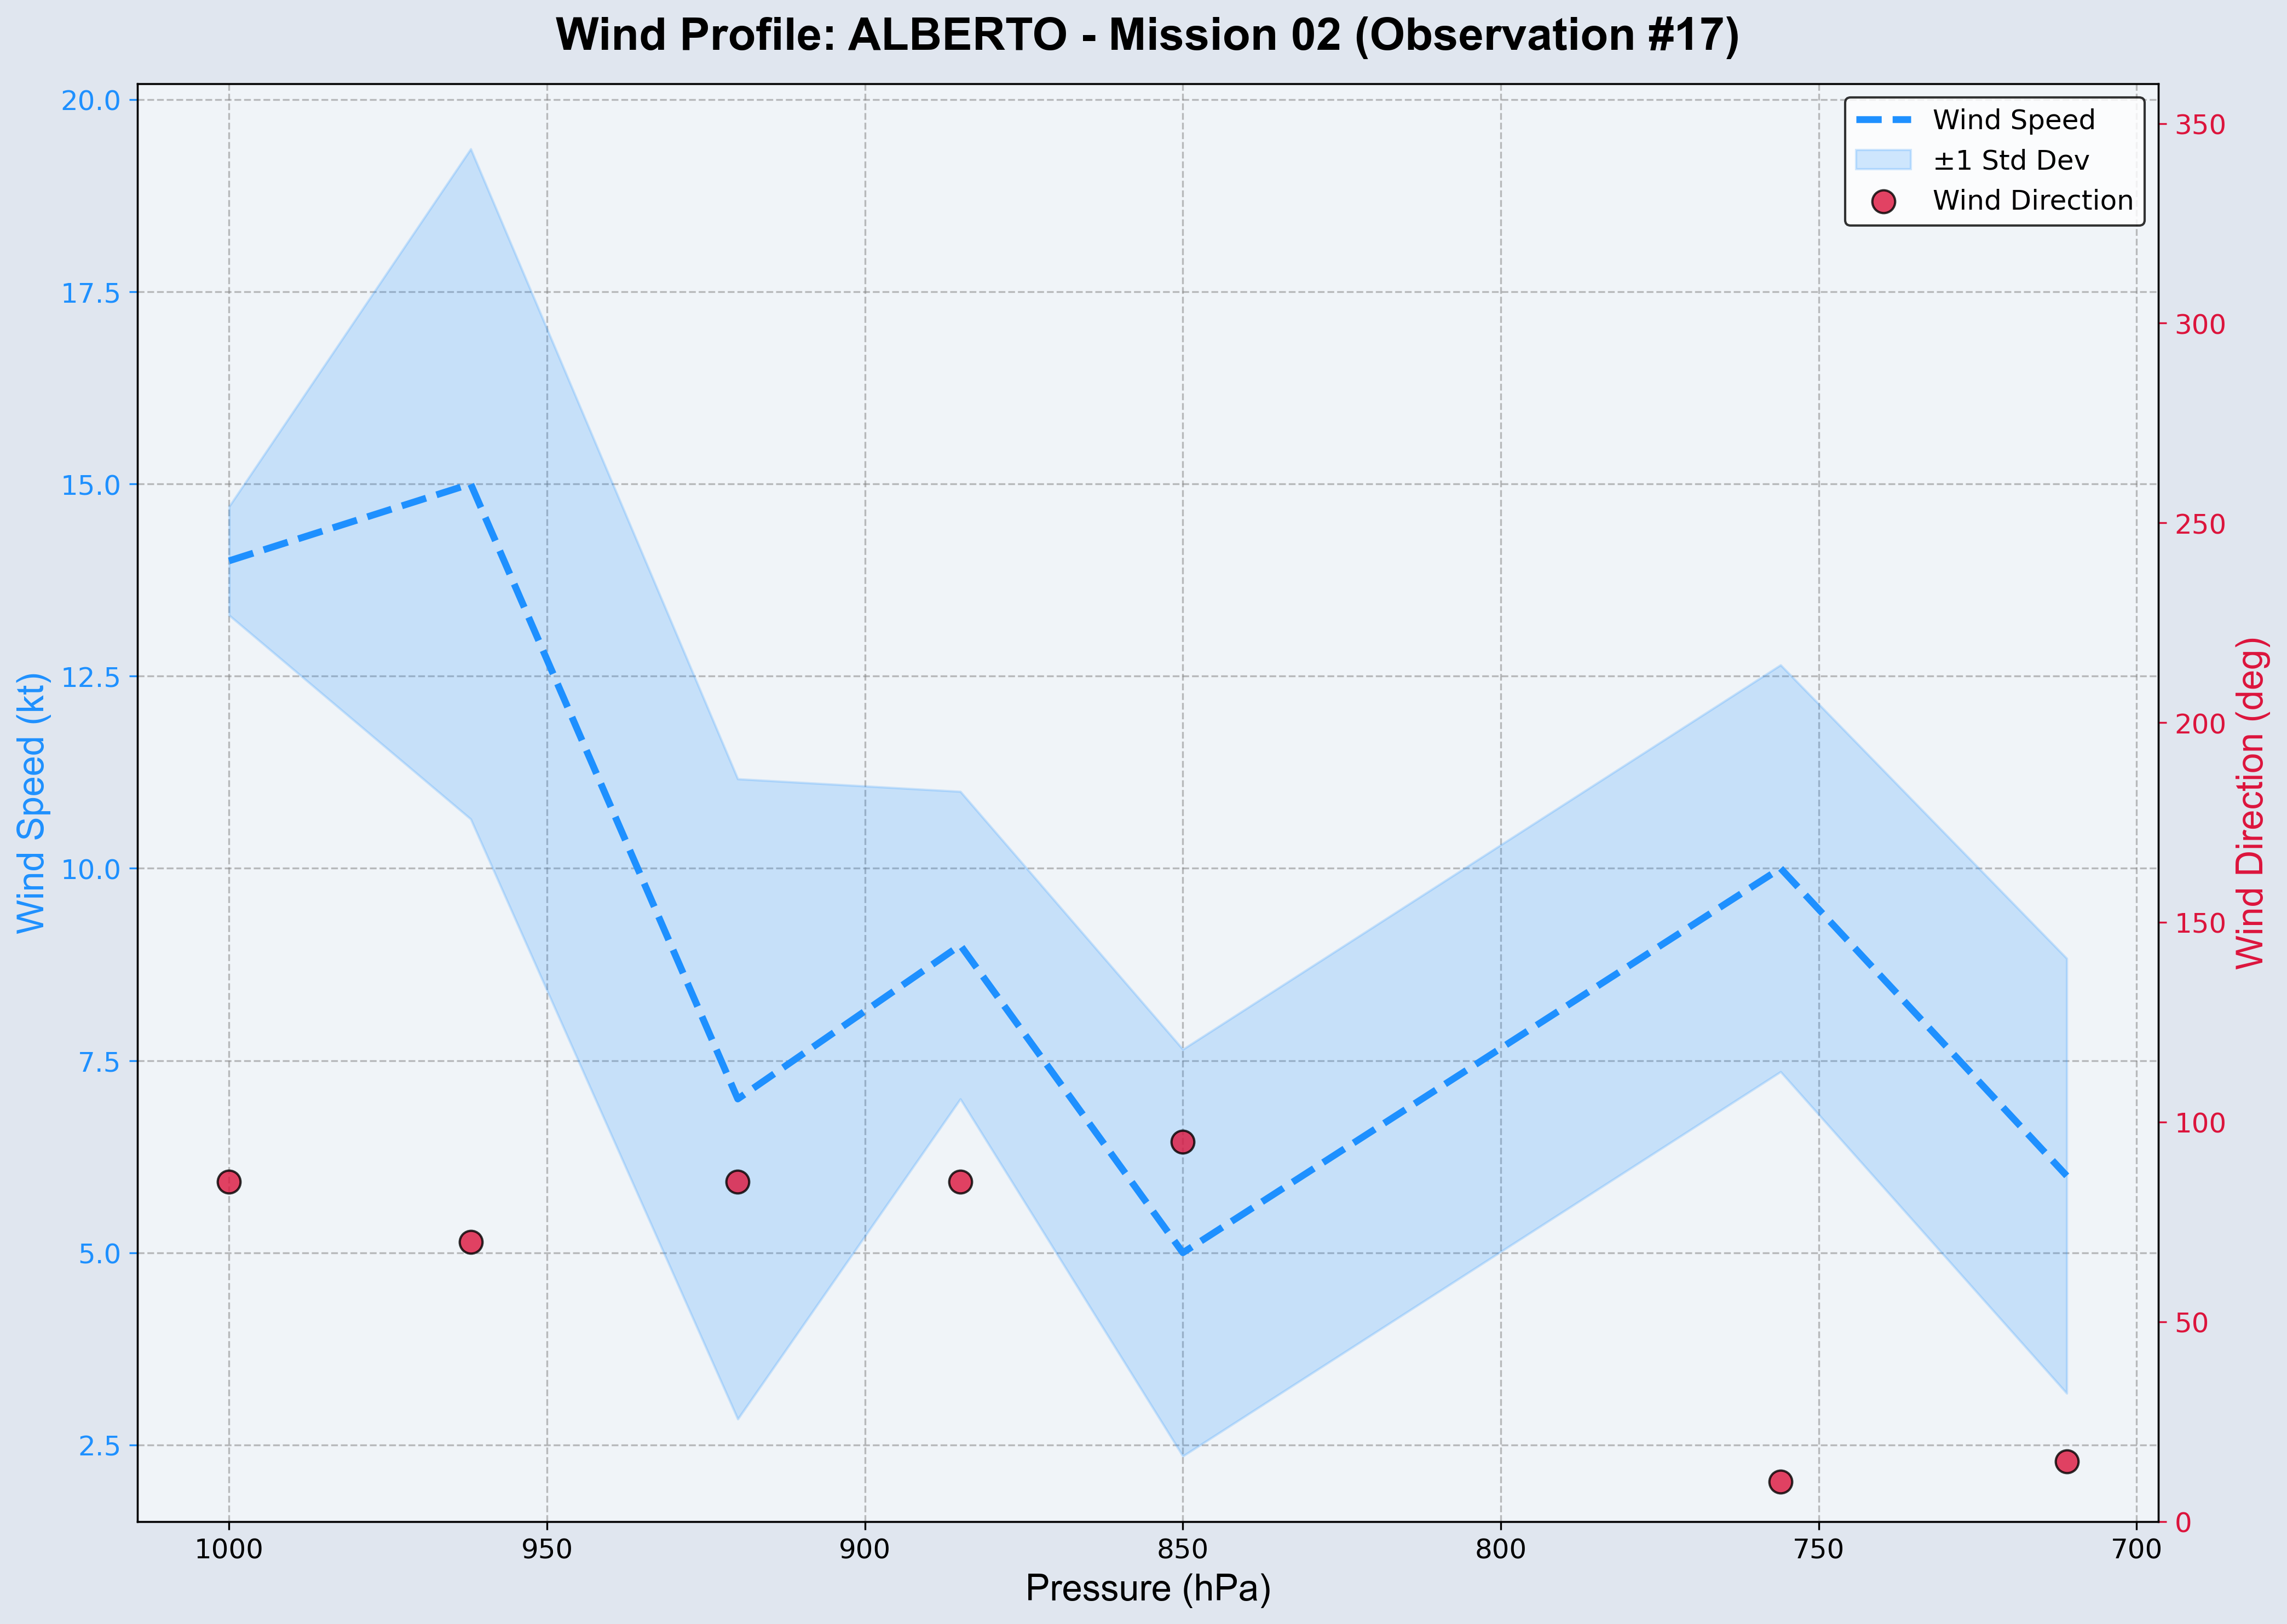 Wind Profile: ALBERTO - Mission 02 (Observation #17)
Wind Speed
±1 Std Dev
Wind Direction
Wind Speed (kt)
20.0
17.5
15.0
12.5
10.0
7.5
5.0
2.5
Wind Direction (deg)
350
300
250
200
150
100
50
0
1000 950 900 850 800 750 700
Pressure (hPa)